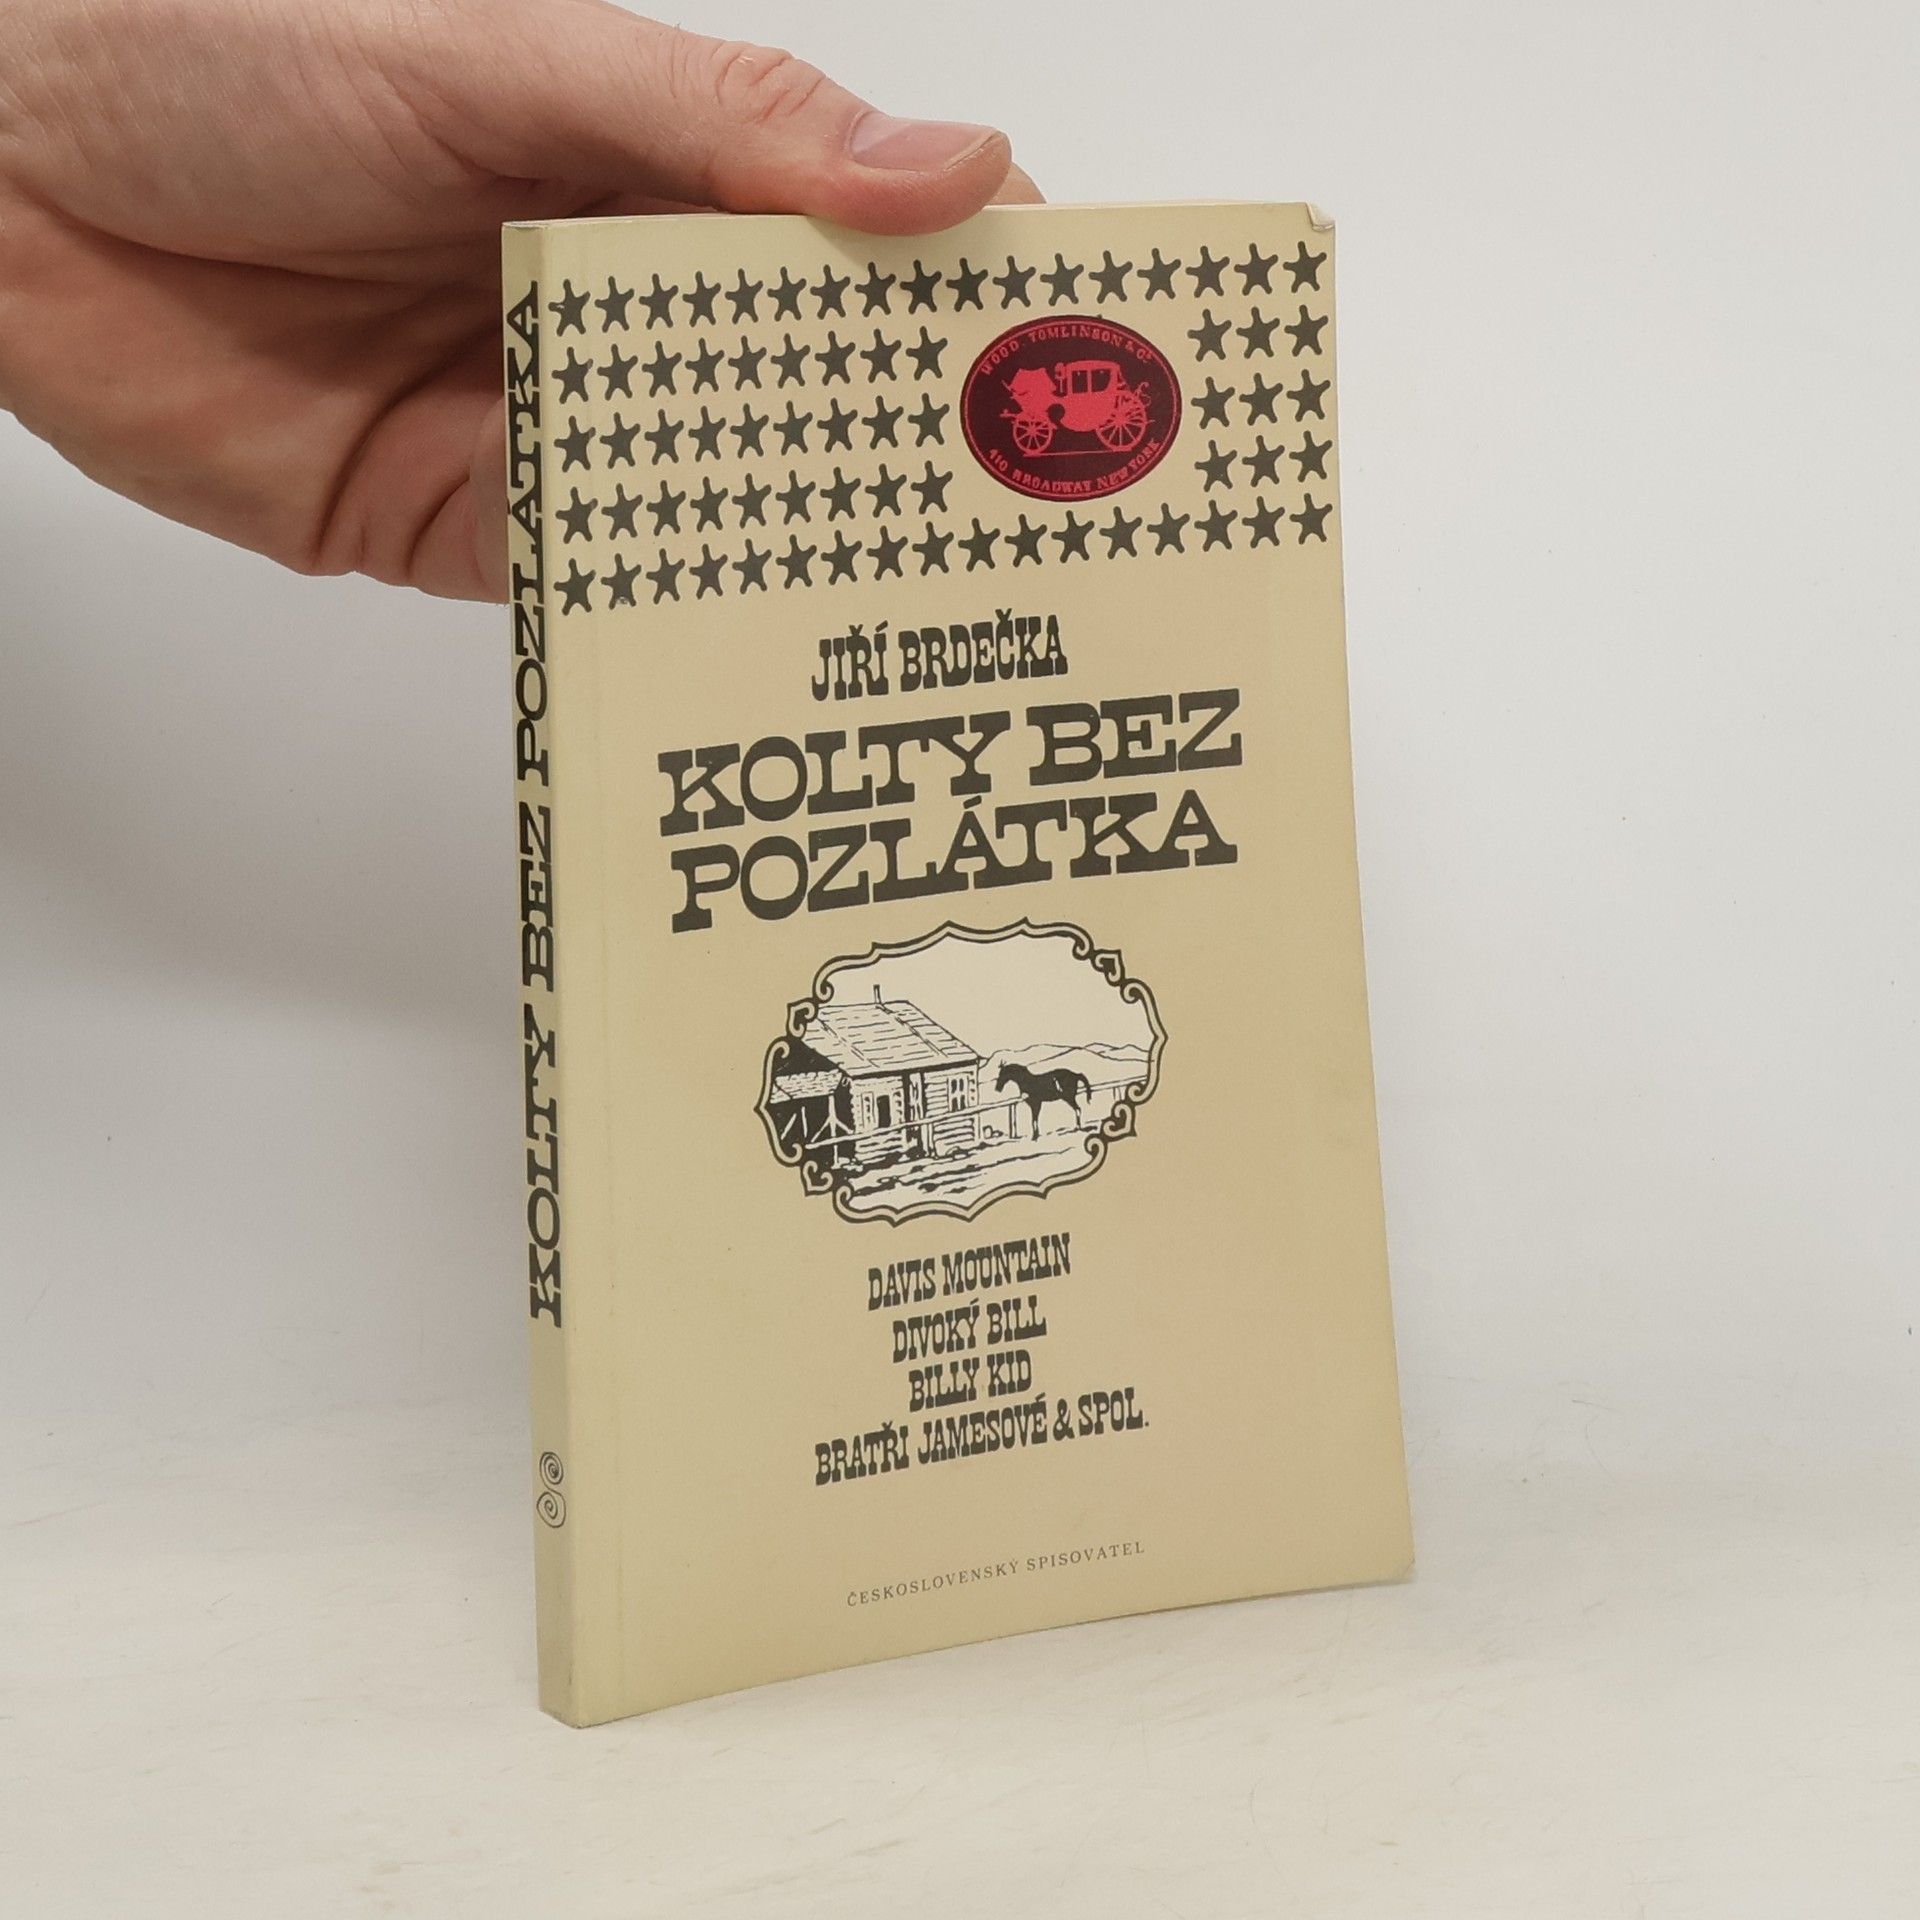 KOLTY BEZ POZLÁTKA
WOOD. TOMLINSON & Co
410 BROADWAY NEW YORK
JIŘÍ BRDEČKA
KOLTY BEZ
POZLÁTKA
DAVIS MOUNTAIN
DIVOKÝ BILL
BILLY KID
BRATŘI JAMESOVÉ & SPOL.
ČESKOSLOVENSKÝ SPISOVATEL